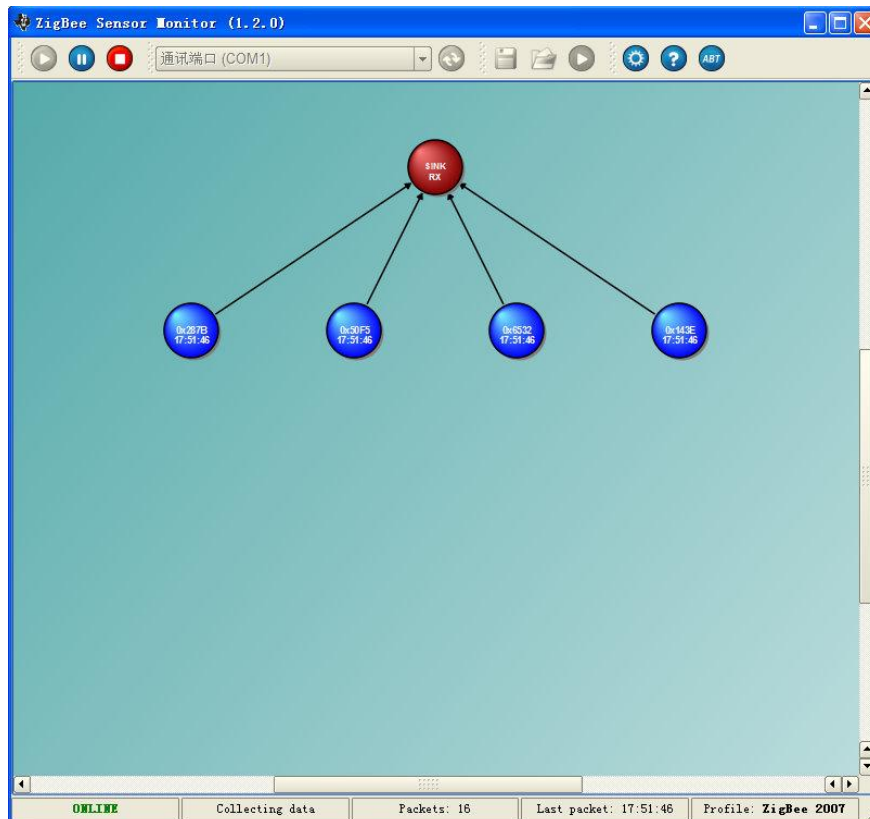 ZigBee Sensor Monitor (1.2.0)
通讯端口 (COM1)
? ABT
SINK
RX
0x287B 0x50F5 0x6532 0x143E
17:51:46 17:51:46 17:51:46 17:51:46
ONLINE Collecting data Packets: 16 Last packet: 17:51:46 Profile: ZigBee 2007